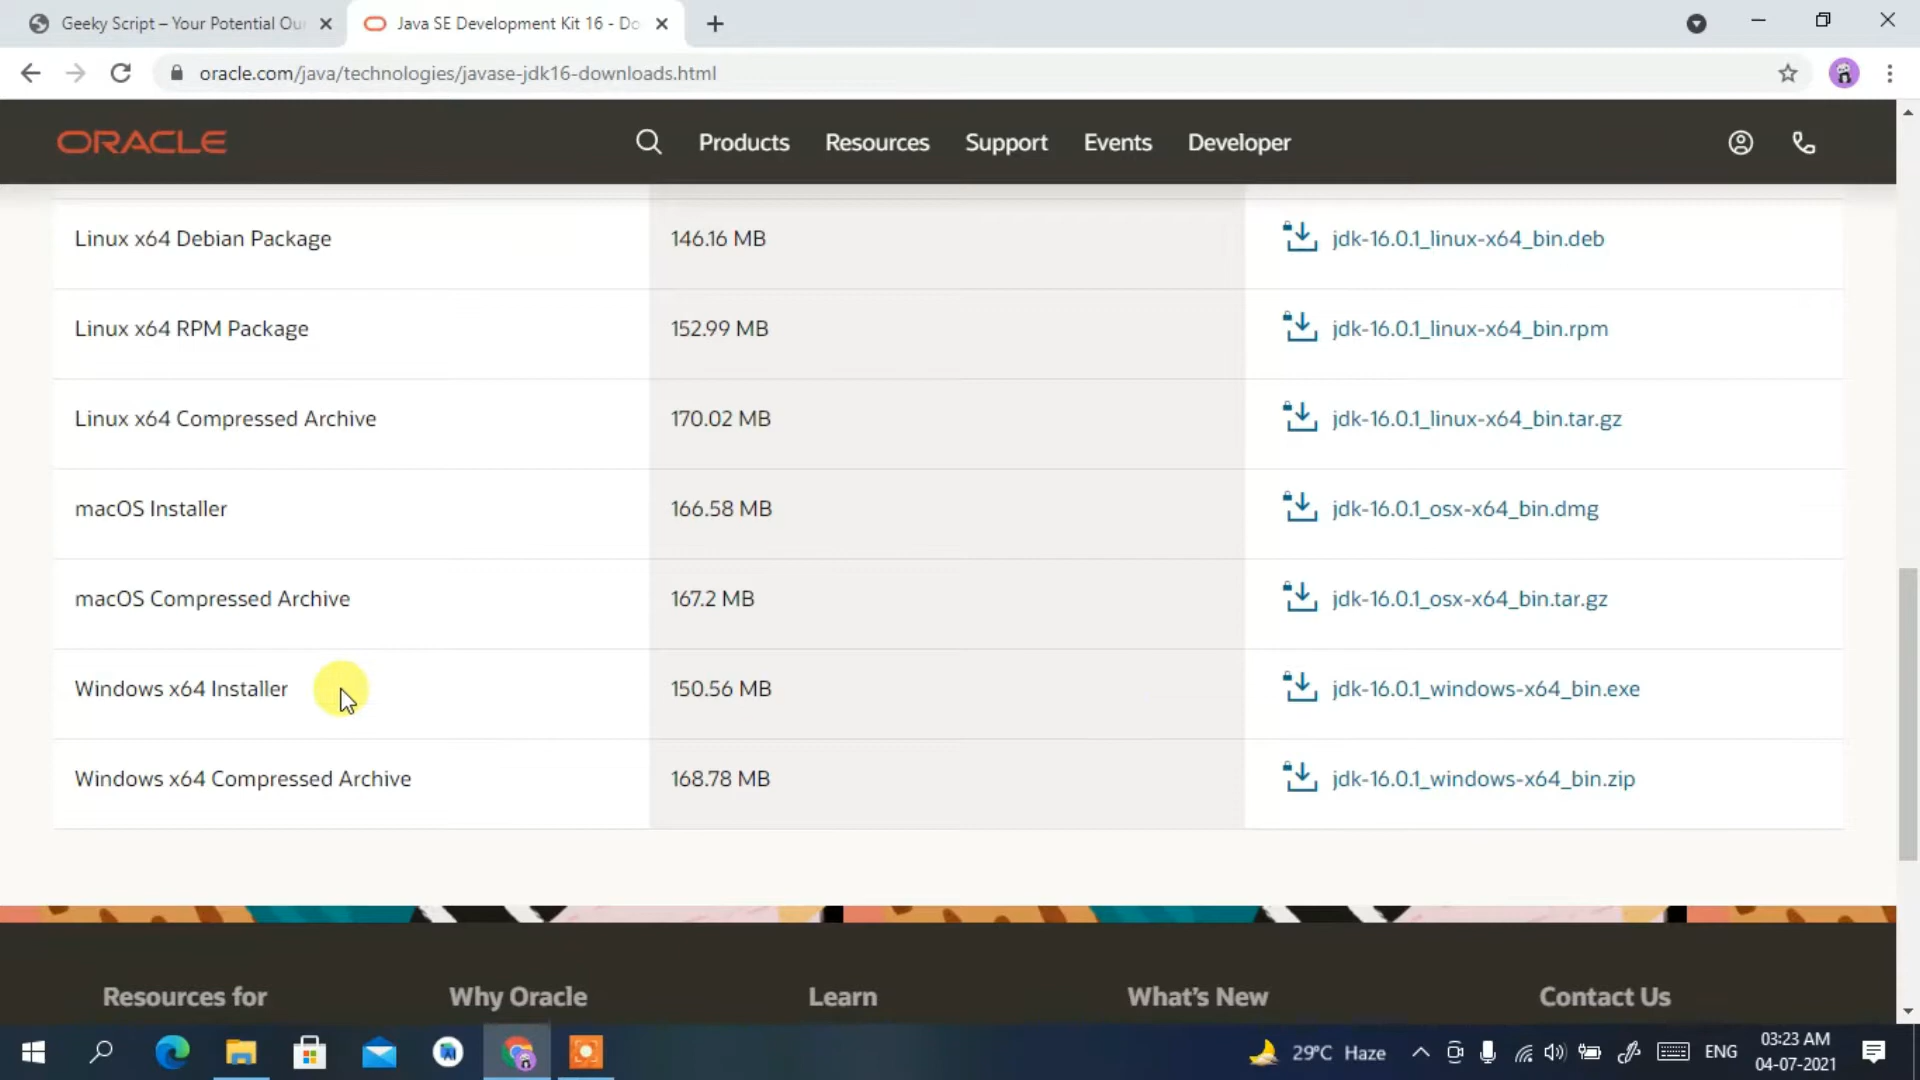 Geeky Script – Your Potential Our
Java SE Development Kit 16 - Do
oracle.com/java/technologies/javase-jdk16-downloads.html
ORACLE Products Resources Support Events Developer
Linux x64 Debian Package 146.16 MB jdk-16.0.1_linux-x64_bin.deb
Linux x64 RPM Package 152.99 MB jdk-16.0.1_linux-x64_bin.rpm
Linux x64 Compressed Archive 170.02 MB jdk-16.0.1_linux-x64_bin.tar.gz
macOS Installer 166.58 MB jdk-16.0.1_osx-x64_bin.dmg
macOS Compressed Archive 167.2 MB jdk-16.0.1_osx-x64_bin.tar.gz
Windows x64 Installer 150.56 MB jdk-16.0.1_windows-x64_bin.exe
Windows x64 Compressed Archive 168.78 MB jdk-16.0.1_windows-x64_bin.zip
Resources for Why Oracle Learn What's New Contact Us
29°C Haze ENG 03:23 AM
04-07-2021